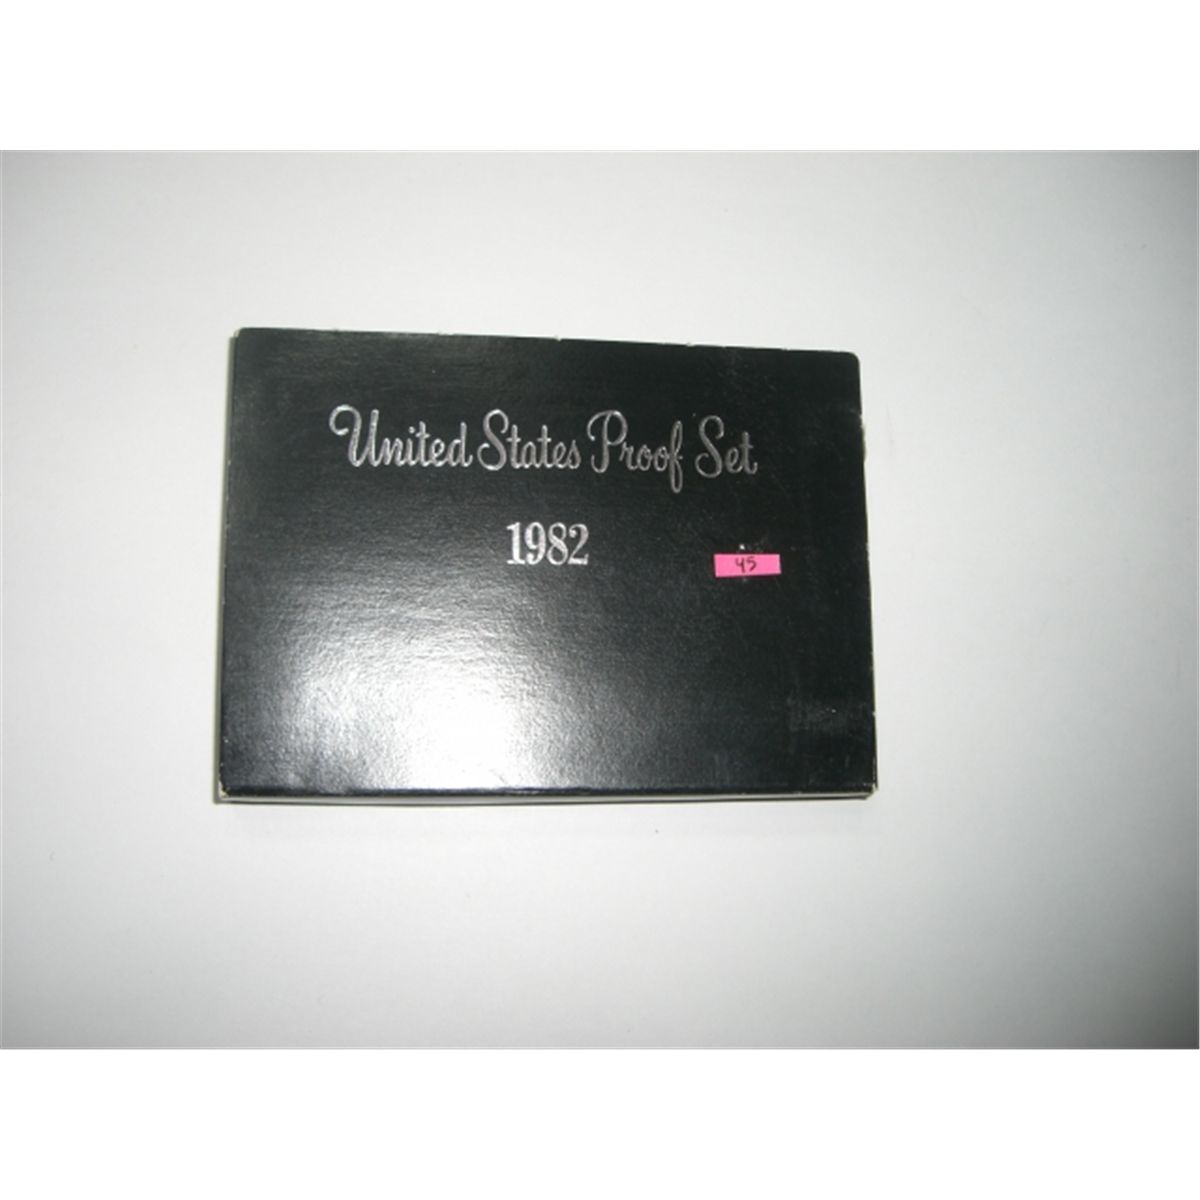 United States Proof Set
1982
45